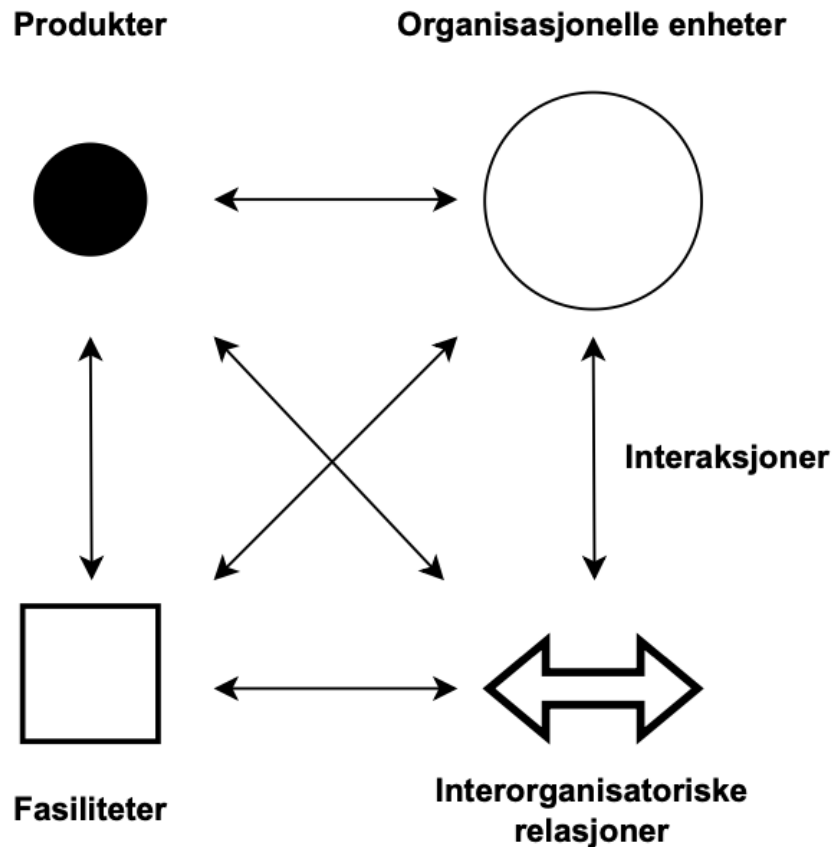 Produkter
Organisasjonelle enheter
Interaksjoner
Fasiliteter
Interorganisatoriske
relasjoner